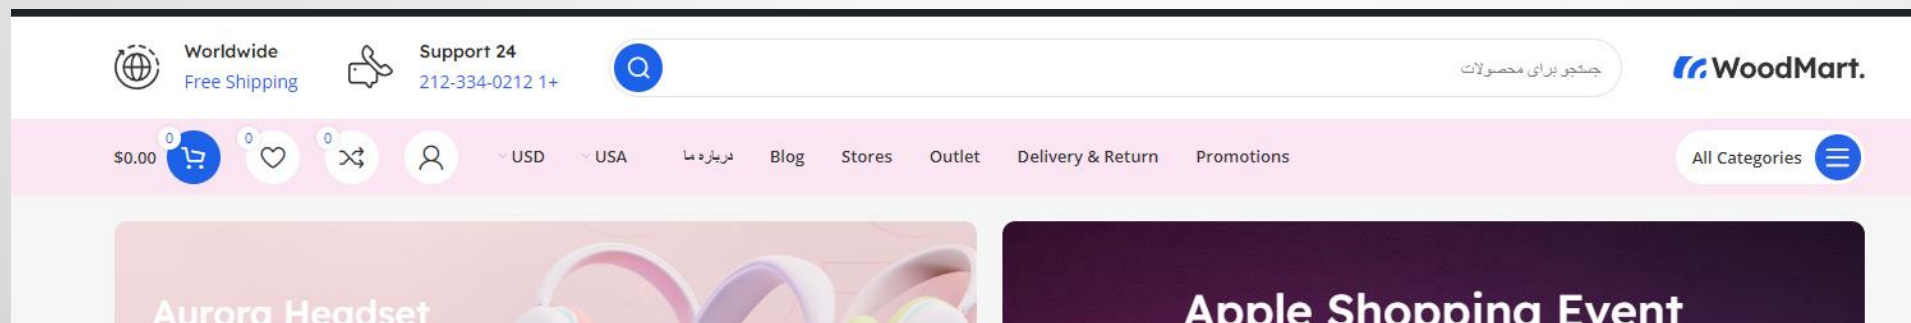 Worldwide
Free Shipping
Support 24
212-334-0212 1+
جستجو برای محصولات
WoodMart.
$0.00
0
0
0
USD
USA
درباره ما
Blog
Stores
Outlet
Delivery & Return
Promotions
All Categories
Aurora Headset
Apple Shopping Event